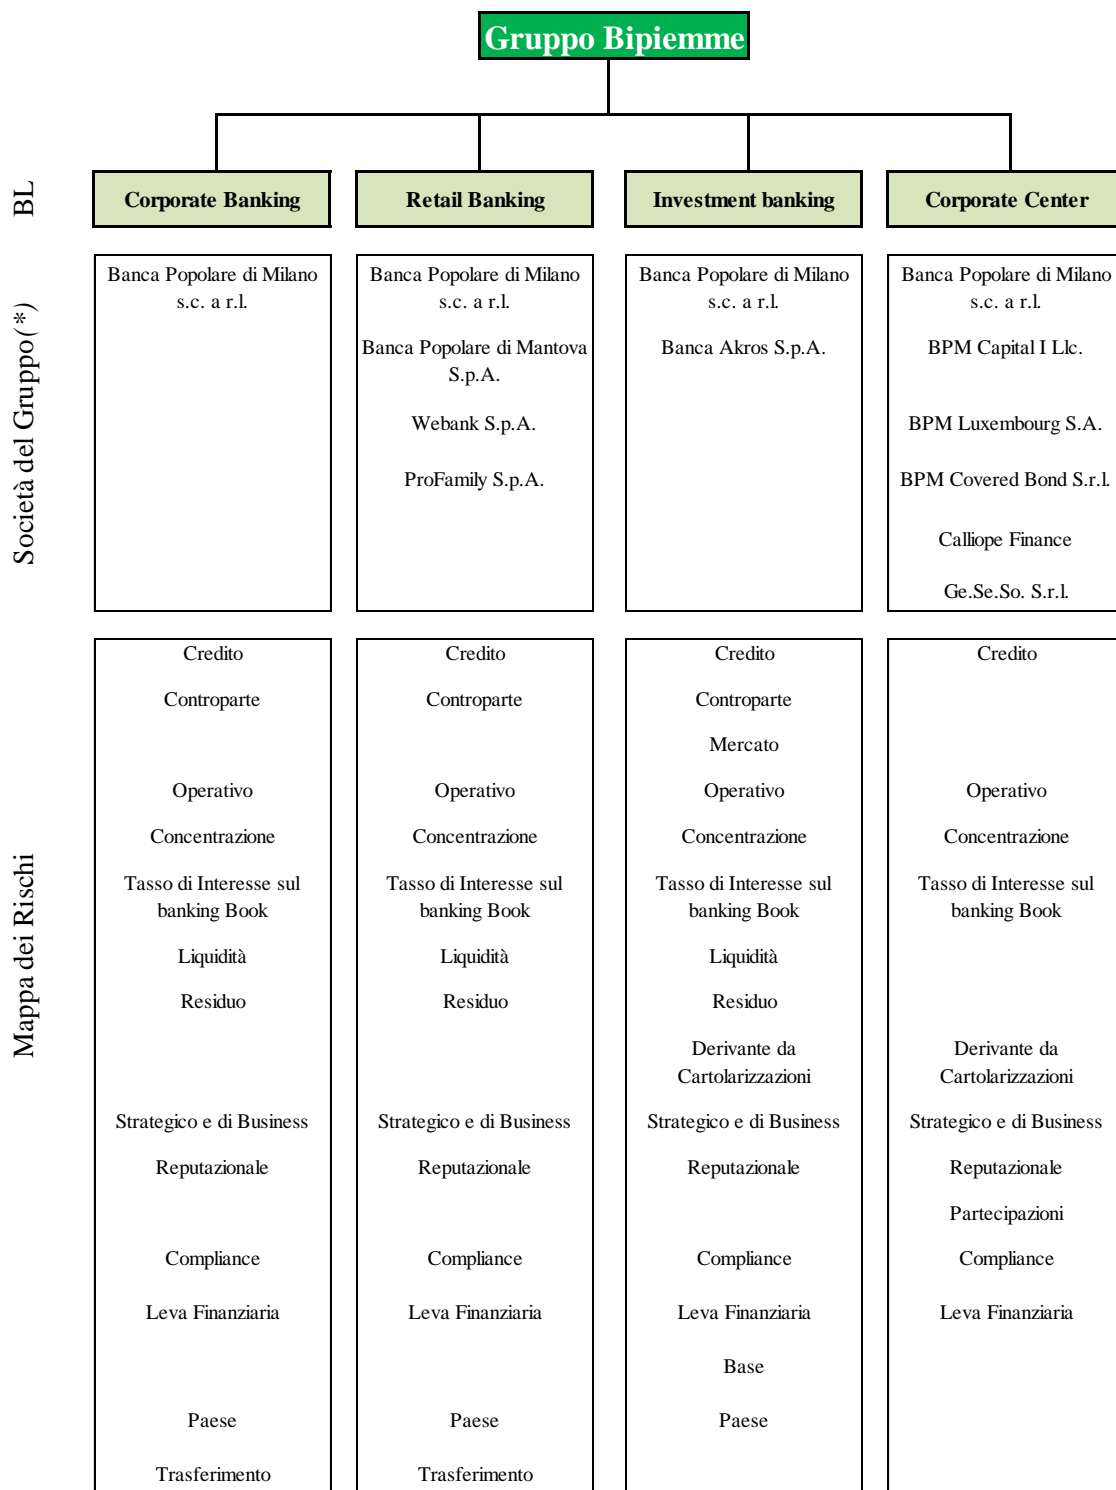 Gruppo Bipiemme
BL
Corporate Banking
Retail Banking
Investment banking
Corporate Center
Società del Gruppo(*)
Banca Popolare di Milano
s.c. a r.l.
Banca Popolare di Milano
s.c. a r.l.
Banca Popolare di Mantova
S.p.A.
Webank S.p.A.
ProFamily S.p.A.
Banca Popolare di Milano
s.c. a r.l.
Banca Akros S.p.A.
Banca Popolare di Milano
s.c. a r.l.
BPM Capital I Llc.
BPM Luxembourg S.A.
BPM Covered Bond S.r.l.
Calliope Finance
Ge.Se.So. S.r.l.
Mappa dei Rischi
Credito
Controparte
Operativo
Concentrazione
Tasso di Interesse sul
banking Book
Liquidità
Residuo
Strategico e di Business
Reputazionale
Compliance
Leva Finanziaria
Paese
Trasferimento
Credito
Controparte
Operativo
Concentrazione
Tasso di Interesse sul
banking Book
Liquidità
Residuo
Strategico e di Business
Reputazionale
Compliance
Leva Finanziaria
Paese
Trasferimento
Credito
Controparte
Mercato
Operativo
Concentrazione
Tasso di Interesse sul
banking Book
Liquidità
Residuo
Derivante da
Cartolarizzazioni
Strategico e di Business
Reputazionale
Compliance
Leva Finanziaria
Base
Paese
Credito
Operativo
Concentrazione
Tasso di Interesse sul
banking Book
Derivante da
Cartolarizzazioni
Strategico e di Business
Reputazionale
Partecipazioni
Compliance
Leva Finanziaria